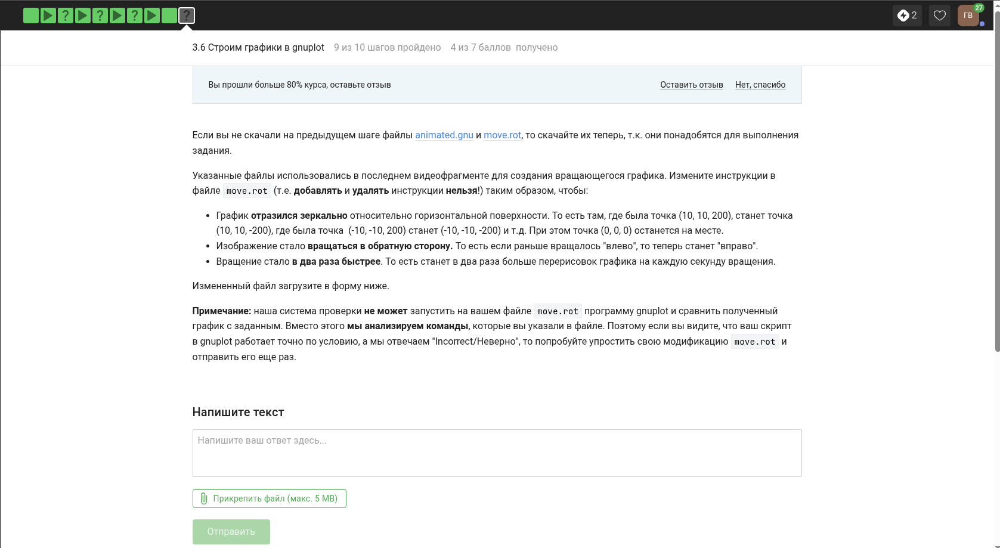 ? ? ? ?
2
ГВ
27
3.6 Строим графики в gnuplot 9 из 10 шагов пройдено 4 из 7 баллов получено
Вы прошли больше 80% курса, оставьте отзыв Оставить отзыв Нет, спасибо
Если вы не скачали на предыдущем шаге файлы animated.gnu и move.rot, то скачайте их теперь, т.к. они понадобятся для выполнения
задания.
Указанные файлы использовались в последнем видеофрагменте для создания вращающегося графика. Измените инструкции в
файле move.rot (т.е. добавлять и удалять инструкции нельзя!) таким образом, чтобы:
• График отразился зеркально относительно горизонтальной поверхности. То есть там, где была точка (10, 10, 200), станет точка
(10, 10, -200), где была точка (-10, -10, 200) станет (-10, -10, -200) и т.д. При этом точка (0, 0, 0) останется на месте.
• Изображение стало вращаться в обратную сторону. То есть если раньше вращалось "влево", то теперь станет "вправо".
• Вращение стало в два раза быстрее. То есть станет в два раза больше перерисовок графика на каждую секунду вращения.
Измененный файл загрузите в форму ниже.
Примечание: наша система проверки не может запустить на вашем файле move.rot программу gnuplot и сравнить полученный
график с заданным. Вместо этого мы анализируем команды, которые вы указали в файле. Поэтому если вы видите, что ваш скрипт
в gnuplot работает точно по условию, а мы отвечаем "Incorrect/Неверно", то попробуйте упростить свою модификацию move.rot и
отправить его еще раз.
Напишите текст
Напишите ваш ответ здесь...
Прикрепить файл (макс. 5 MB)
Отправить